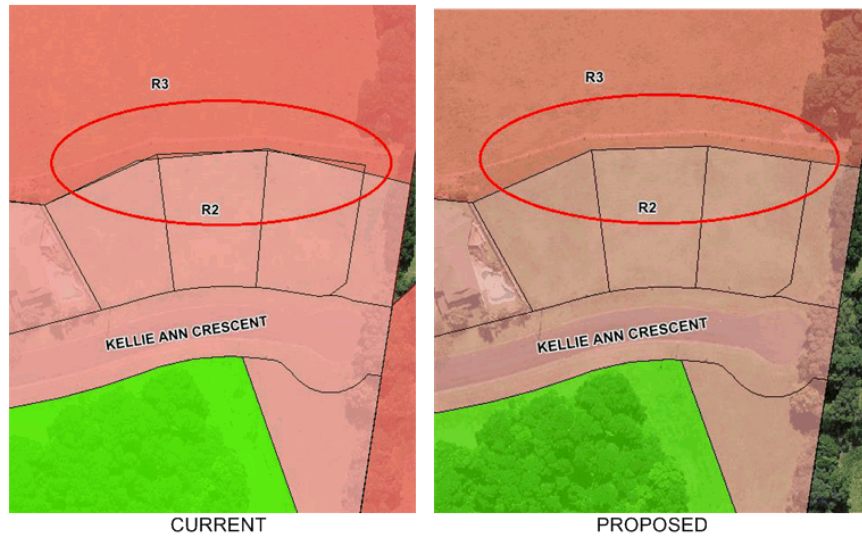 R3
R2
KELLIE ANN CRESCENT
CURRENT
R3
R2
KELLIE ANN CRESCENT
PROPOSED